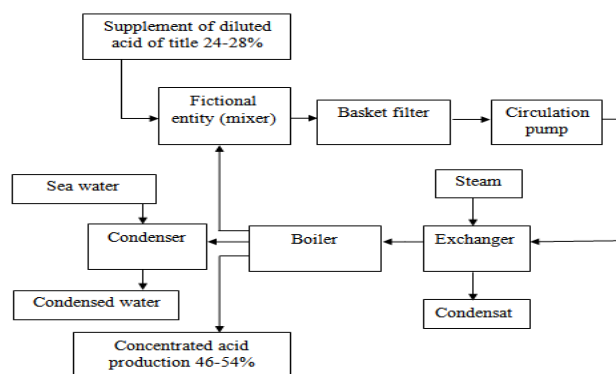 Supplement of diluted
acid of title 24-28%
Fictional
entity (mixer)
Basket filter
Circulation
pump
Sea water
Steam
Condenser
Boiler
Exchanger
Condensed water
Condensat
Concentrated acid
production 46-54%